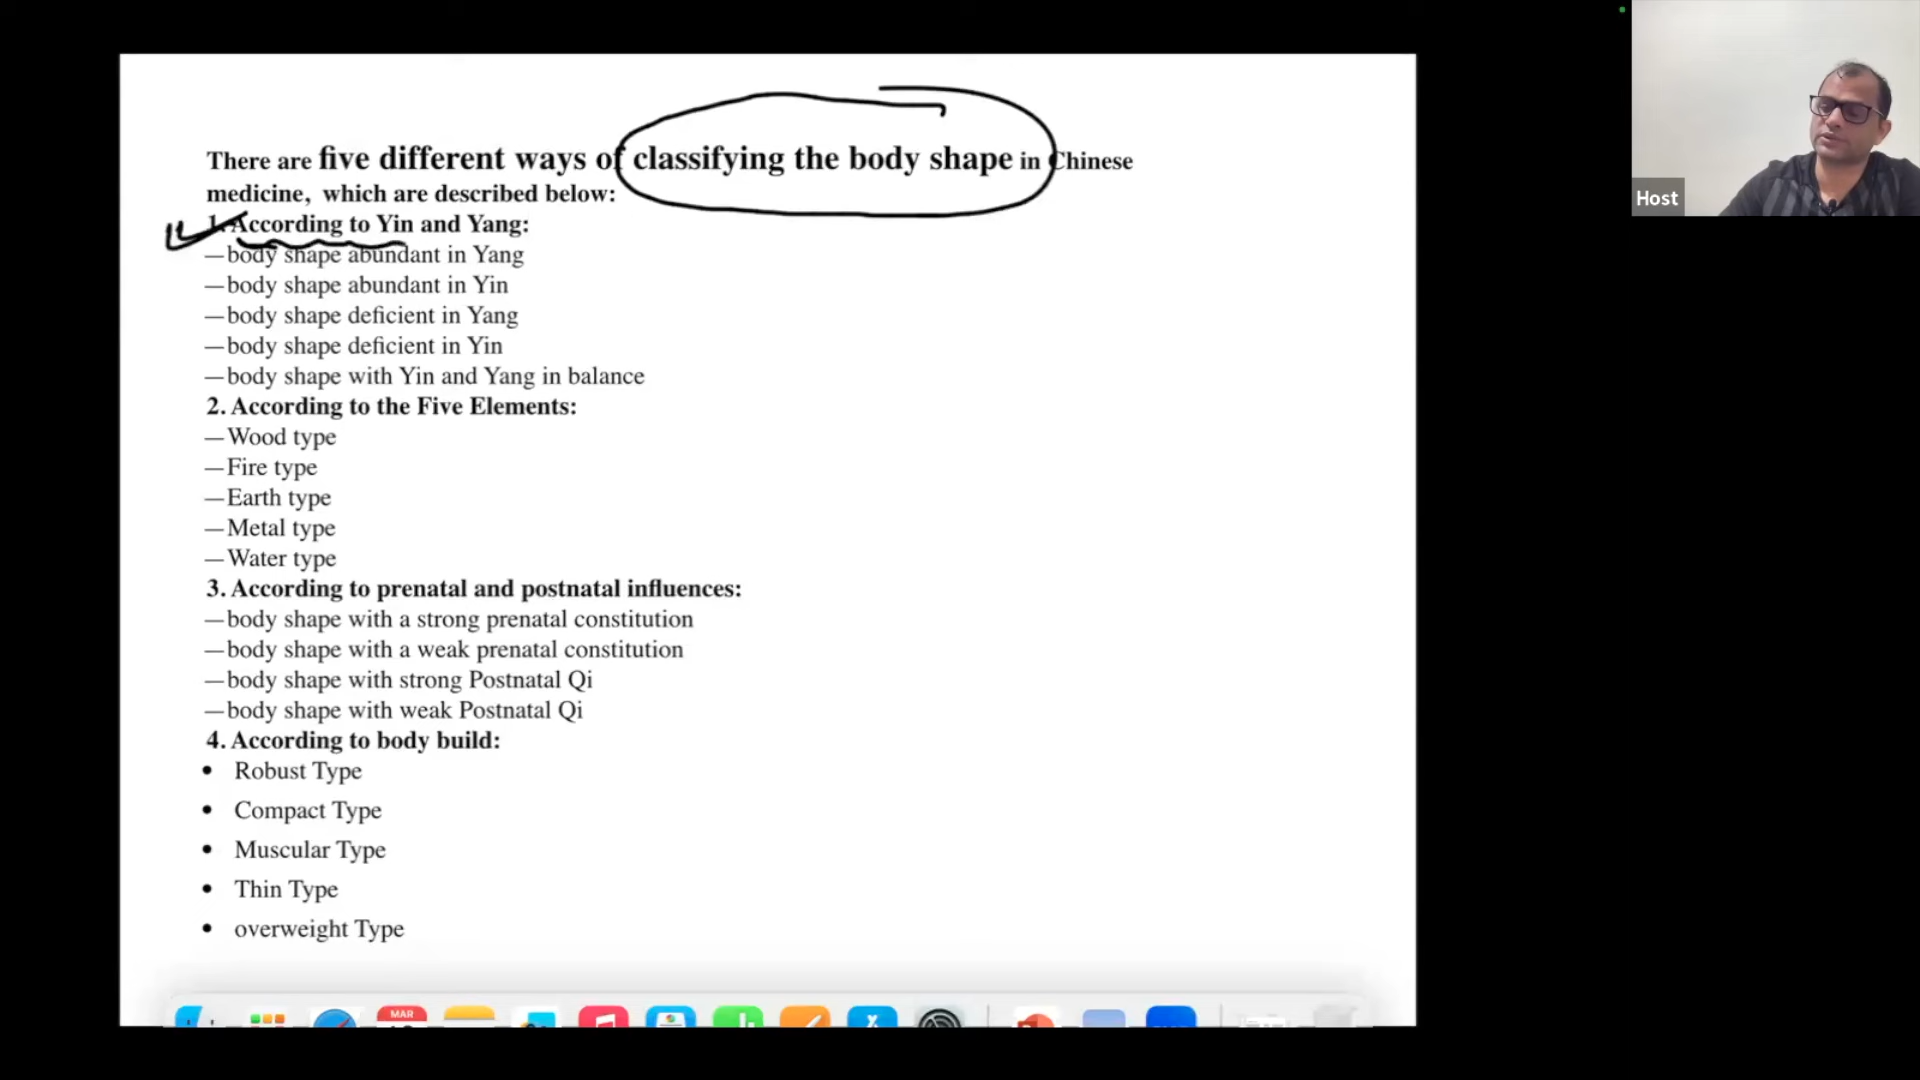 There are five different ways of classifying the body shape in Chinese
medicine, which are described below:
1. According to Yin and Yang:
—body shape abundant in Yang
—body shape abundant in Yin
—body shape deficient in Yang
—body shape deficient in Yin
—body shape with Yin and Yang in balance
2. According to the Five Elements:
—Wood type
—Fire type
—Earth type
—Metal type
—Water type
3. According to prenatal and postnatal influences:
—body shape with a strong prenatal constitution
—body shape with a weak prenatal constitution
—body shape with strong Postnatal Qi
—body shape with weak Postnatal Qi
4. According to body build:
• Robust Type
• Compact Type
• Muscular Type
• Thin Type
• overweight Type
MAR
Host